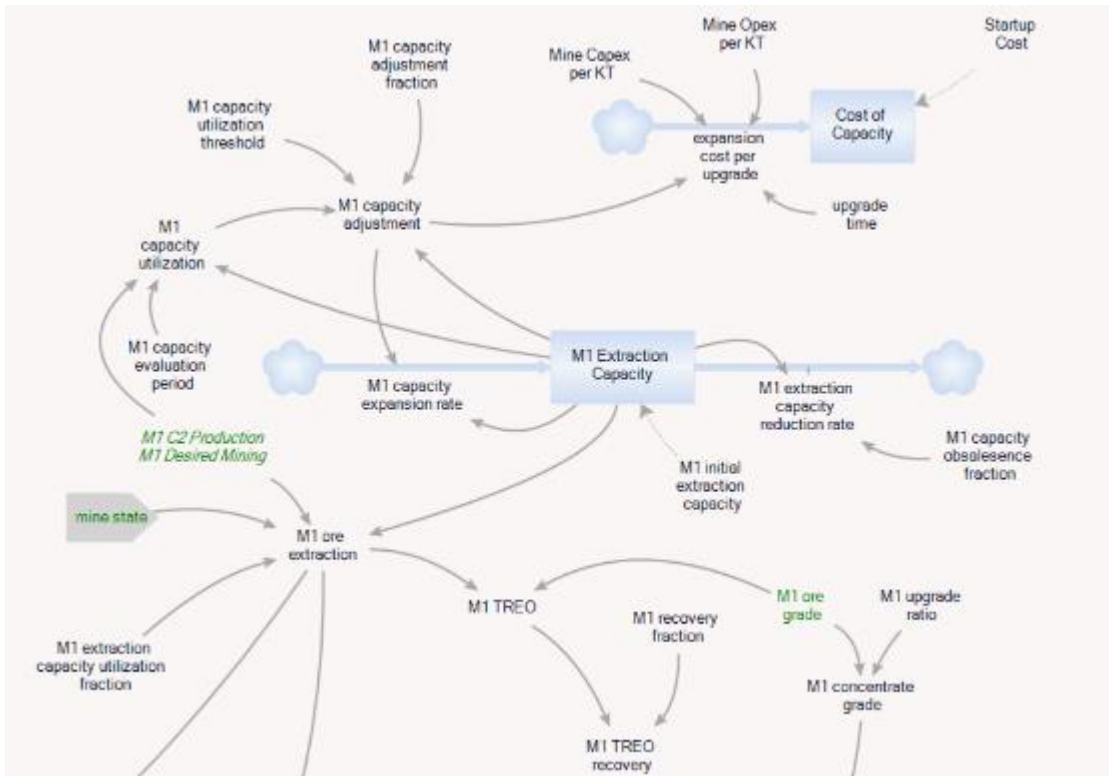 Startup
Cost
Mine Opex
per KT
M1 capacity
adjustment
fraction
Mine Capex
per KT
M1 capacity
utilization
threshold
Cost of
Capacity
expansion
cost per
upgrade
M1 capacity
adjustment
upgrade
time
M1
capacity
utilization
M1 capacity
evaluation
period
M1 Extraction
Capacity
M1 capacity
expansion rate
M1 extraction
capacity
reduction rate
M1 C2 Production
M1 Desired Mining
M1 capacity
obsalesence
fraction
M1 initial
extraction
capacity
mine state
M1 ore
extraction
M1 TREO
M1 ore
grade
M1 upgrade
ratio
M1 recovery
fraction
M1 extraction
capacity utilization
fraction
M1 concentrate
grade
M1 TREO
recovery